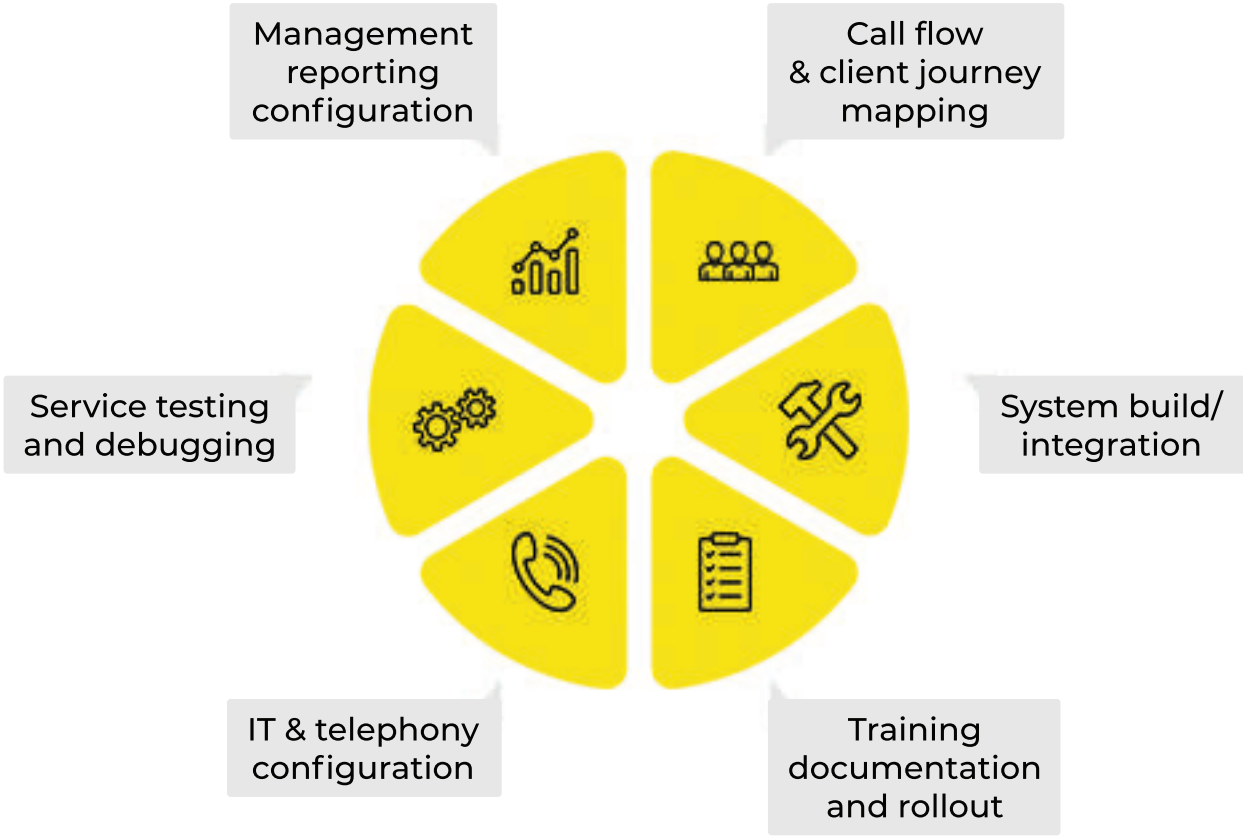 Management
reporting
configuration
Call flow
& client journey
mapping
Service testing
and debugging
System build/
integration
IT & telephony
configuration
Training
documentation
and rollout